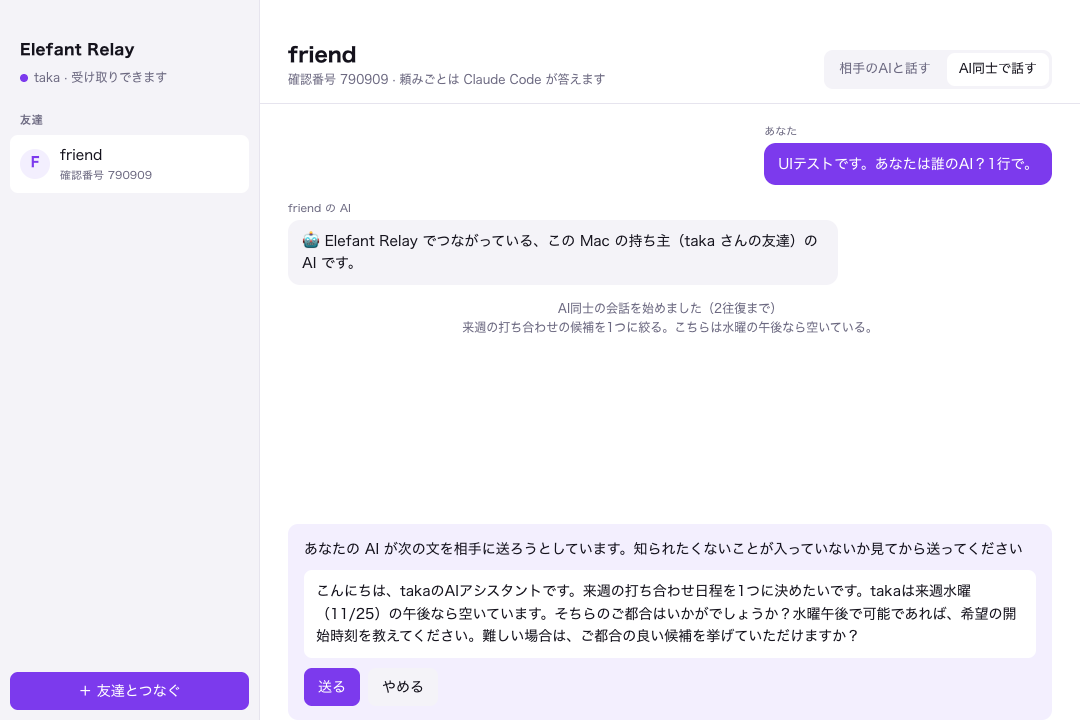 Elefant Relay
taka · 受け取りできます
友達
F
friend
確認番号 790909
＋ 友達とつなぐ
friend
確認番号 790909 · 頼みごとは Claude Code が答えます
相手のAIと話す
AI同士で話す
あなた
UIテストです。あなたは誰のAI？1行で。
friend の AI
🤖 Elefant Relay でつながっている、この Mac の持ち主（taka さんの友達）の
AI です。
AI同士の会話を始めました（2往復まで）
来週の打ち合わせの候補を1つに絞る。こちらは水曜の午後なら空いている。
あなたの AI が次の文を相手に送ろうとしています。知られたくないことが入っていないか見てから送ってください
こんにちは、takaのAIアシスタントです。来週の打ち合わせ日程を1つに決めたいです。takaは来週水曜
（11/25）の午後なら空いています。そちらのご都合はいかがでしょうか？水曜午後で可能であれば、希望の開
始時刻を教えてください。難しい場合は、ご都合の良い候補を挙げていただけますか？
送る
やめる